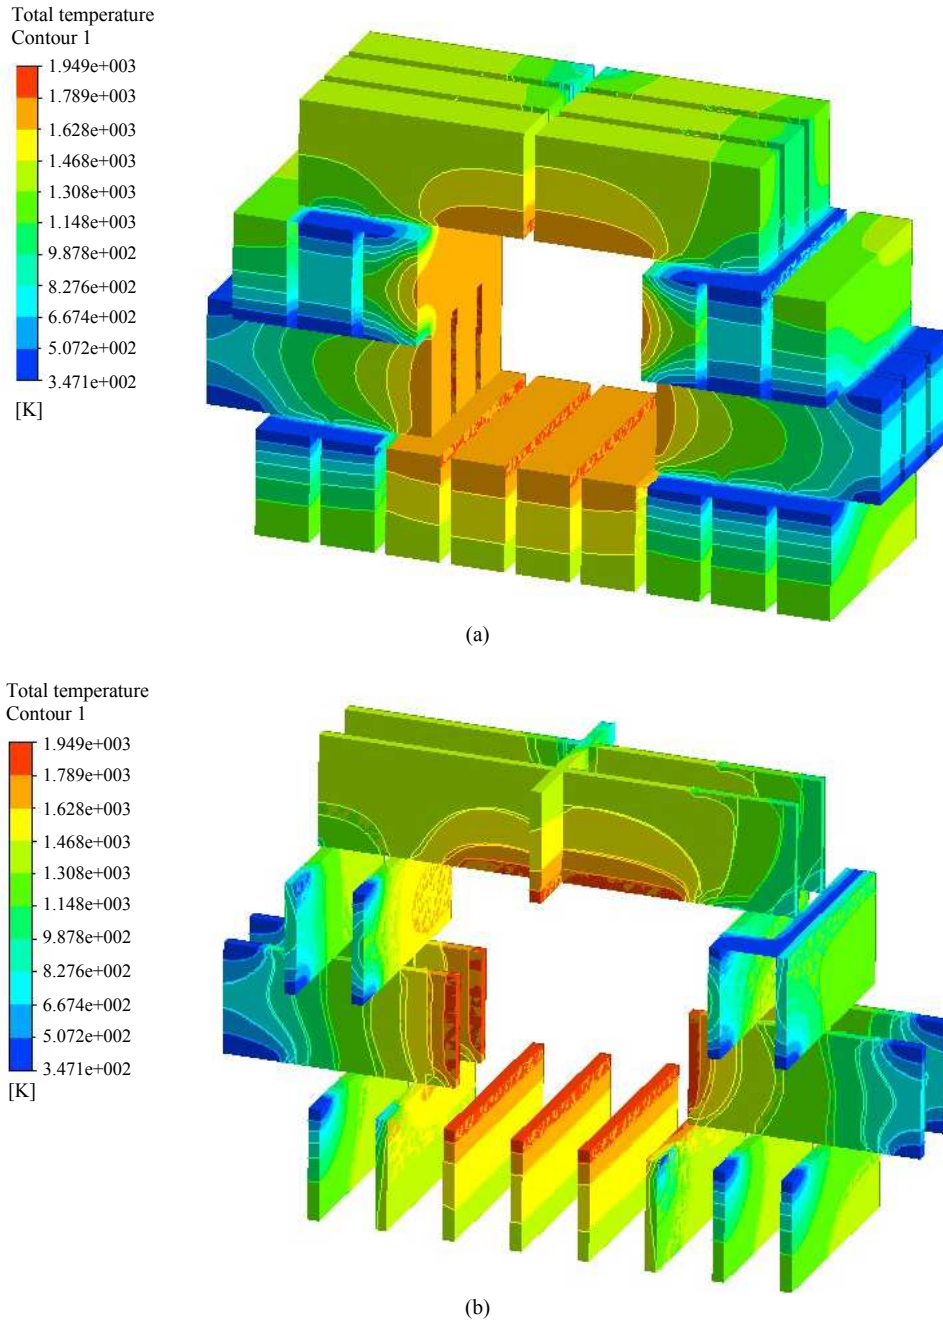 Total temperature
Contour 1
1.949e+003
1.789e+003
1.628e+003
1.468e+003
1.308e+003
1.148e+003
9.878e+002
8.276e+002
6.674e+002
5.072e+002
3.471e+002
[K]
(a)
Total temperature
Contour 1
1.949e+003
1.789e+003
1.628e+003
1.468e+003
1.308e+003
1.148e+003
9.878e+002
8.276e+002
6.674e+002
5.072e+002
3.471e+002
[K]
(b)